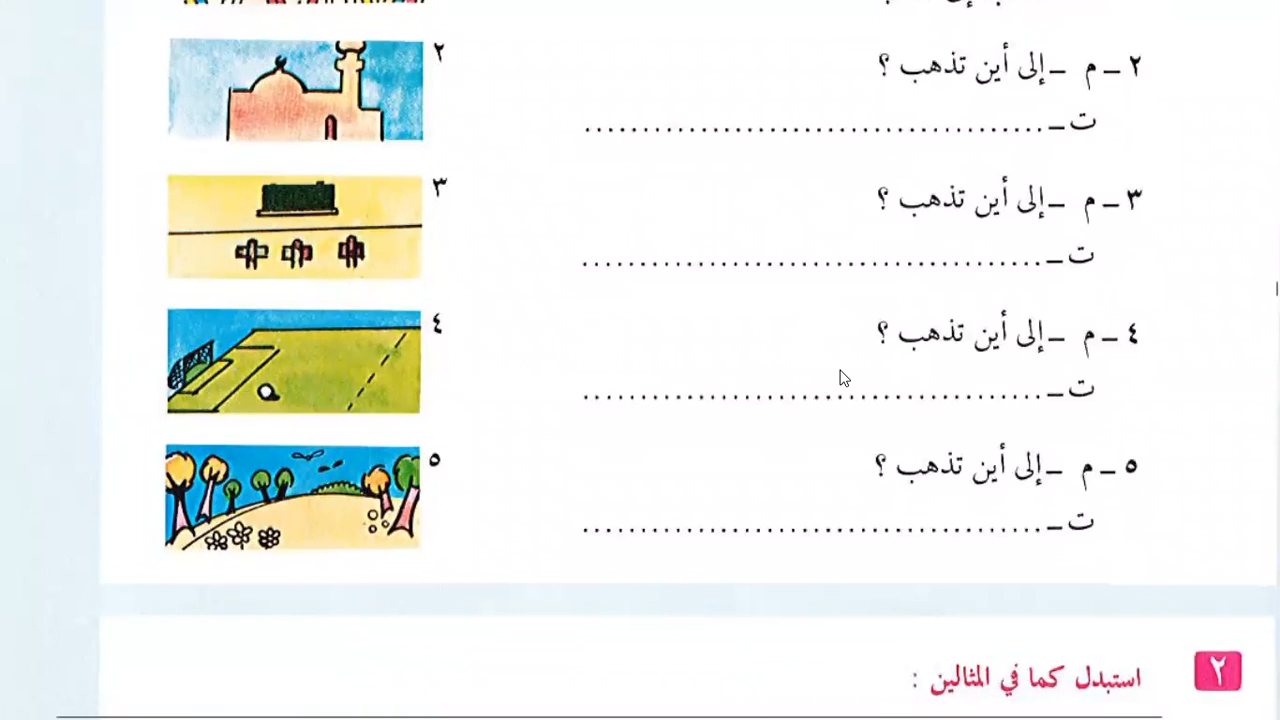 ٢ – م – إلى أين تذهب ؟
٢
ت – .......................................
٣ – م – إلى أين تذهب ؟
٣
ت – .......................................
٤ – م – إلى أين تذهب ؟
٤
ت – .......................................
٥ – م – إلى أين تذهب ؟
٥
ت – .......................................
٢ استبدل كما في المثالين :